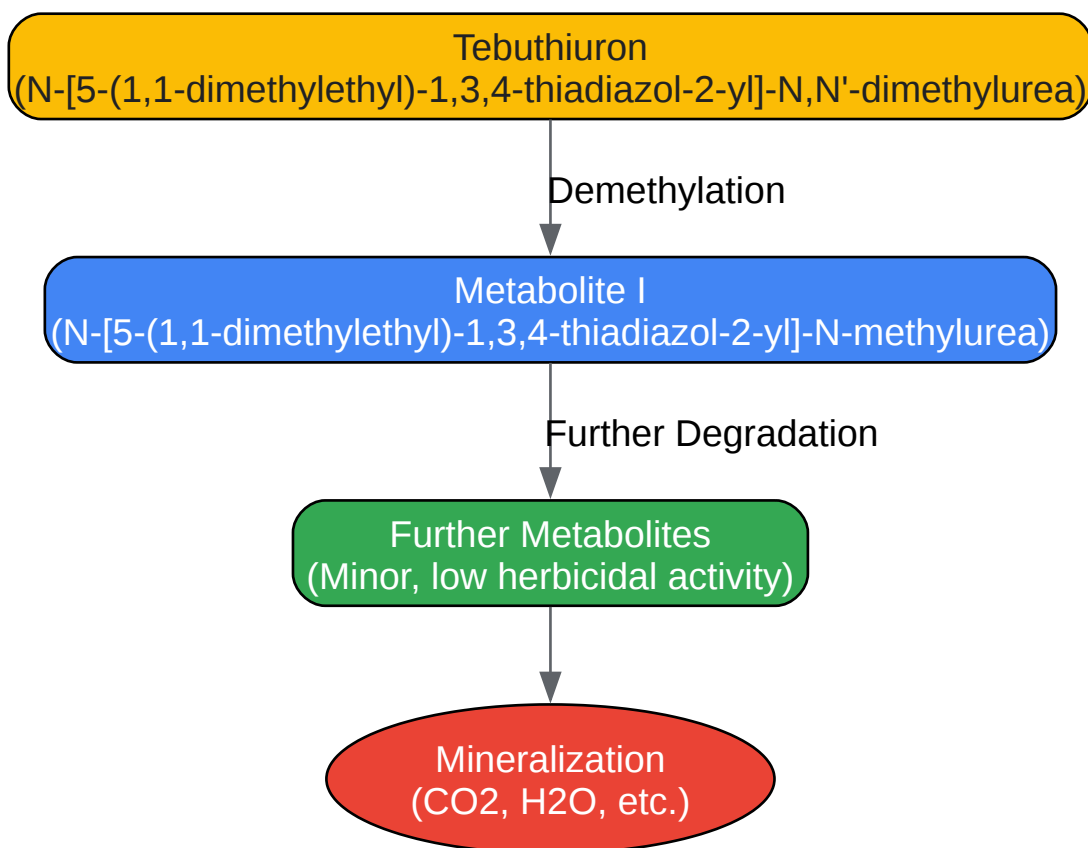 Tebuthiuron
(N-[5-(1,1-dimethylethyl)-1,3,4-thiadiazol-2-yl]-N,N'-dimethylurea)
Demethylation
Metabolite I
(N-[5-(1,1-dimethylethyl)-1,3,4-thiadiazol-2-yl]-N-methylurea)
Further Degradation
Further Metabolites
(Minor, low herbicidal activity)
Mineralization
(CO2, H2O, etc.)